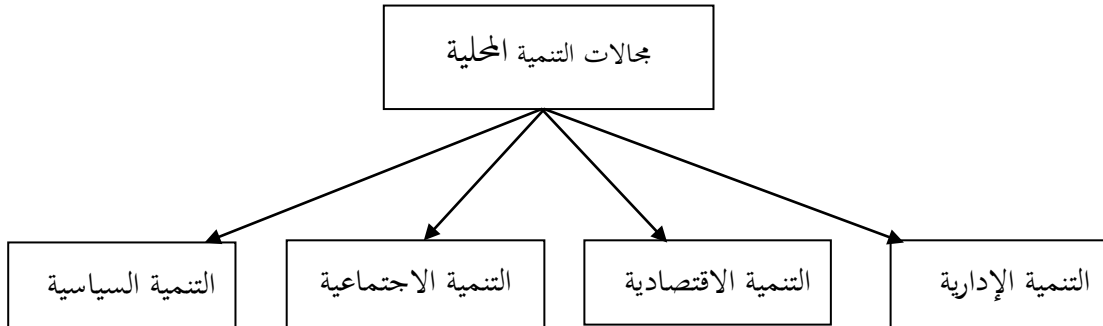 مجالات التنمية المحلية
التنمية الإدارية
التنمية الاقتصادية
التنمية الاجتماعية
التنمية السياسية